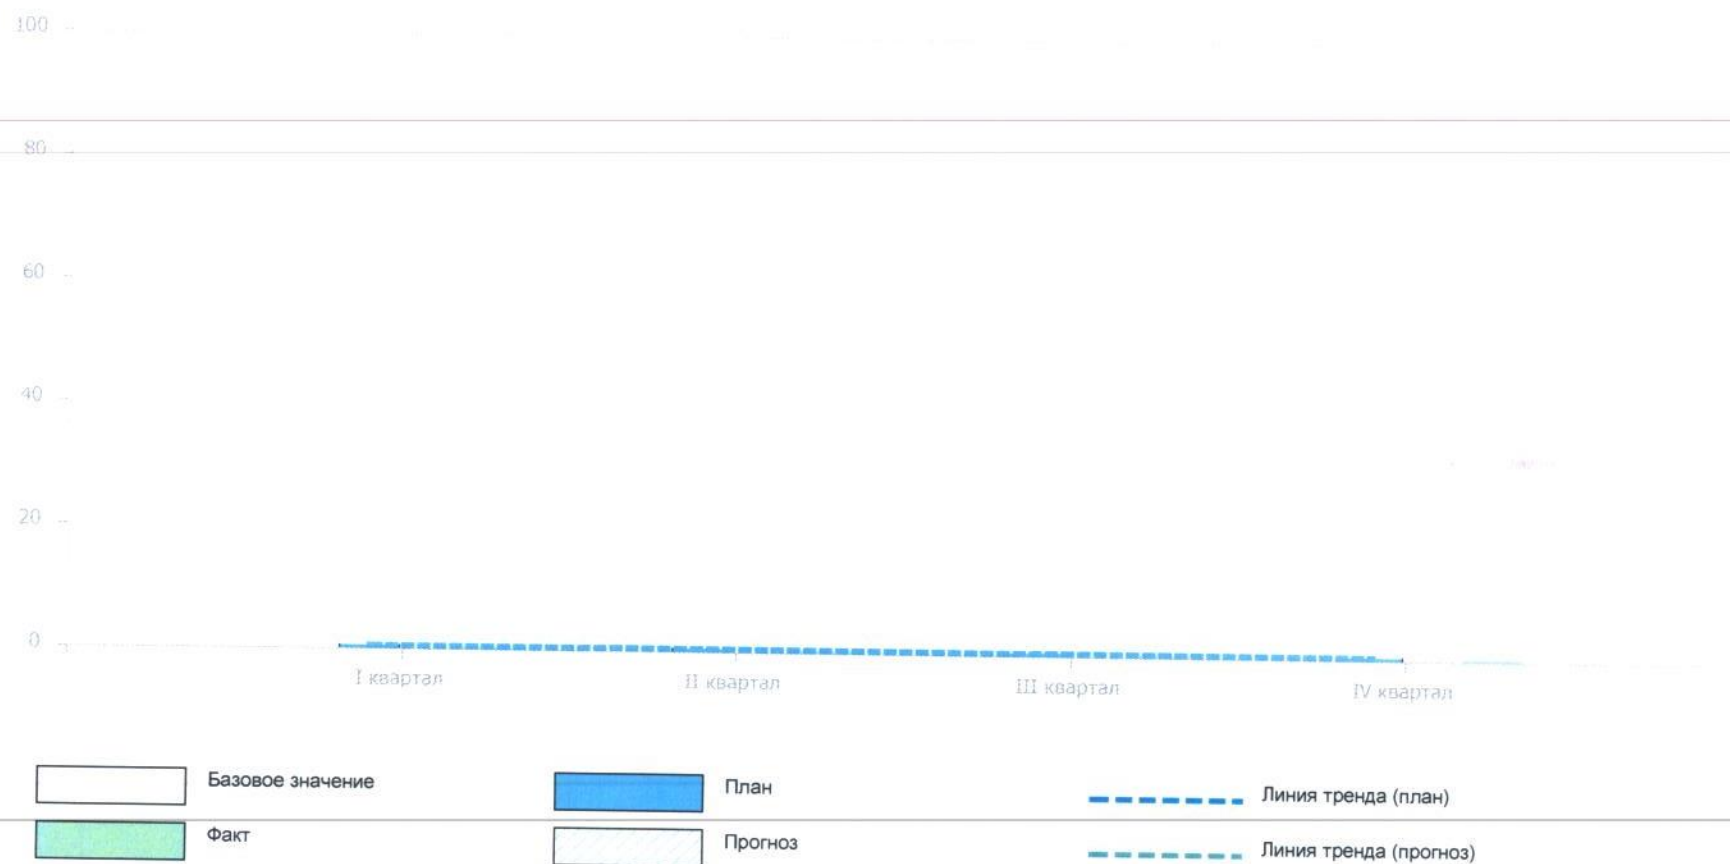 100
80
60
40
20
0
I квартал
II квартал
III квартал
IV квартал
Базовое значение
План
Линия тренда (план)
Факт
Прогноз
Линия тренда (прогноз)